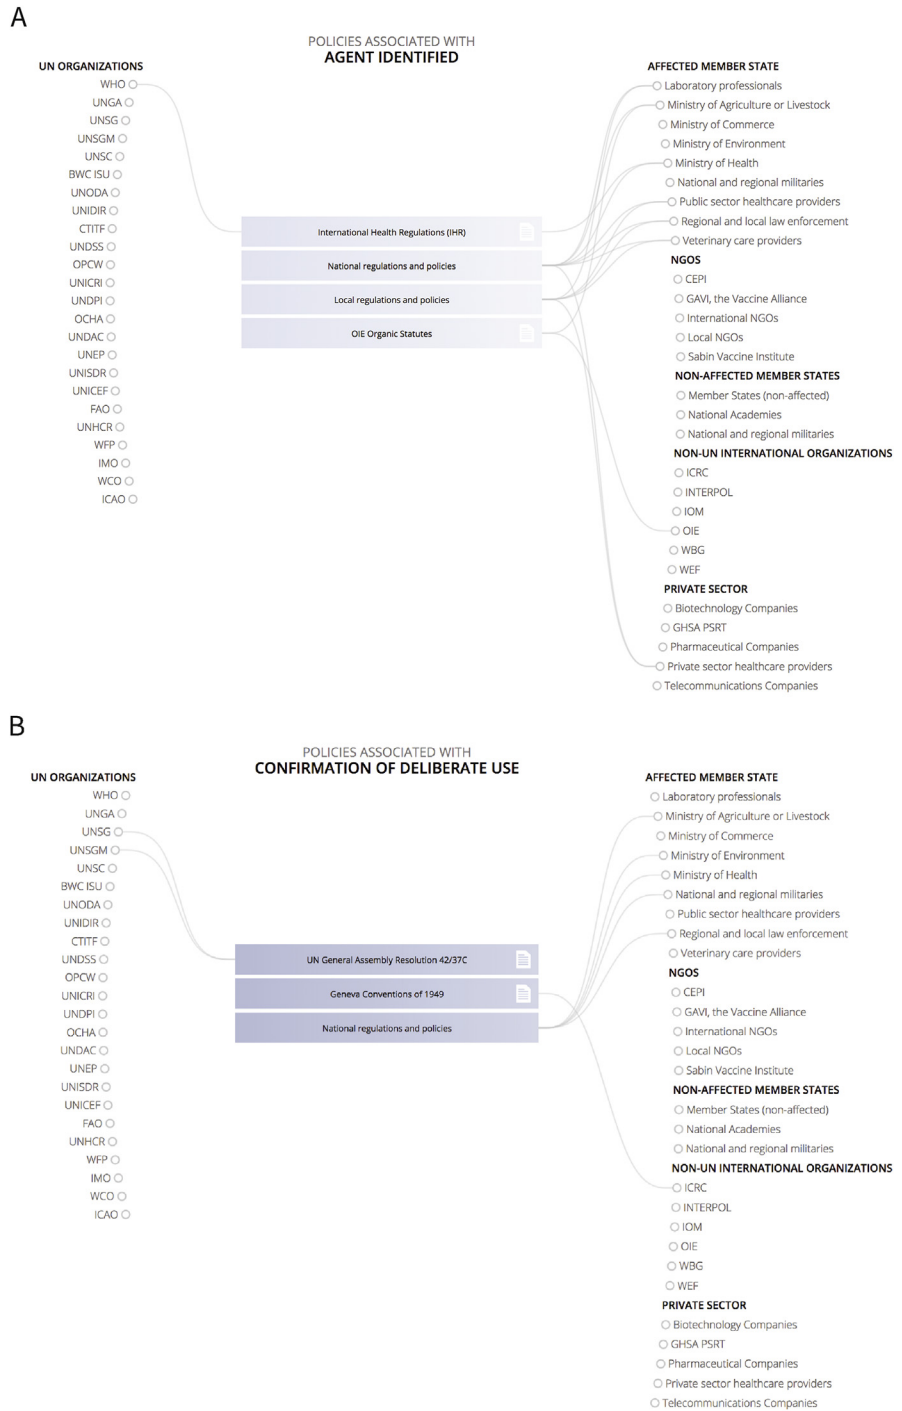 A
POLICIES ASSOCIATED WITH
AGENT IDENTIFIED
UN ORGANIZATIONS
WHO
UNGA
UNSG
UNSGM
UNSC
BWC ISU
UNODA
UNIDIR
CTITF
UNDSS
OPCW
UNICRI
UNDPI
OCHA
UNDAC
UNEP
UNISDR
UNICEF
FAO
UNHCR
WFP
IMO
WCO
ICAO
International Health Regulations (IHR)
National regulations and policies
Local regulations and policies
OIE Organic Statutes
AFFECTED MEMBER STATE
Laboratory professionals
Ministry of Agriculture or Livestock
Ministry of Commerce
Ministry of Environment
Ministry of Health
National and regional militaries
Public sector healthcare providers
Regional and local law enforcement
Veterinary care providers
NGOS
CEPI
GAVI, the Vaccine Alliance
International NGOs
Local NGOs
Sabin Vaccine Institute
NON-AFFECTED MEMBER STATES
Member States (non-affected)
National Academies
National and regional militaries
NON-UN INTERNATIONAL ORGANIZATIONS
ICRC
INTERPOL
IOM
OIE
WBG
WEF
PRIVATE SECTOR
Biotechnology Companies
GHSA PSRT
Pharmaceutical Companies
Private sector healthcare providers
Telecommunications Companies
B
POLICIES ASSOCIATED WITH
CONFIRMATION OF DELIBERATE USE
UN ORGANIZATIONS
WHO
UNGA
UNSG
UNSGM
UNSC
BWC ISU
UNODA
UNIDIR
CTITF
UNDSS
OPCW
UNICRI
UNDPI
OCHA
UNDAC
UNEP
UNISDR
UNICEF
FAO
UNHCR
WFP
IMO
WCO
ICAO
UN General Assembly Resolution 42/37C
Geneva Conventions of 1949
National regulations and policies
AFFECTED MEMBER STATE
Laboratory professionals
Ministry of Agriculture or Livestock
Ministry of Commerce
Ministry of Environment
Ministry of Health
National and regional militaries
Public sector healthcare providers
Regional and local law enforcement
Veterinary care providers
NGOS
CEPI
GAVI, the Vaccine Alliance
International NGOs
Local NGOs
Sabin Vaccine Institute
NON-AFFECTED MEMBER STATES
Member States (non-affected)
National Academies
National and regional militaries
NON-UN INTERNATIONAL ORGANIZATIONS
ICRC
INTERPOL
IOM
OIE
WBG
WEF
PRIVATE SECTOR
Biotechnology Companies
GHSA PSRT
Pharmaceutical Companies
Private sector healthcare providers
Telecommunications Companies